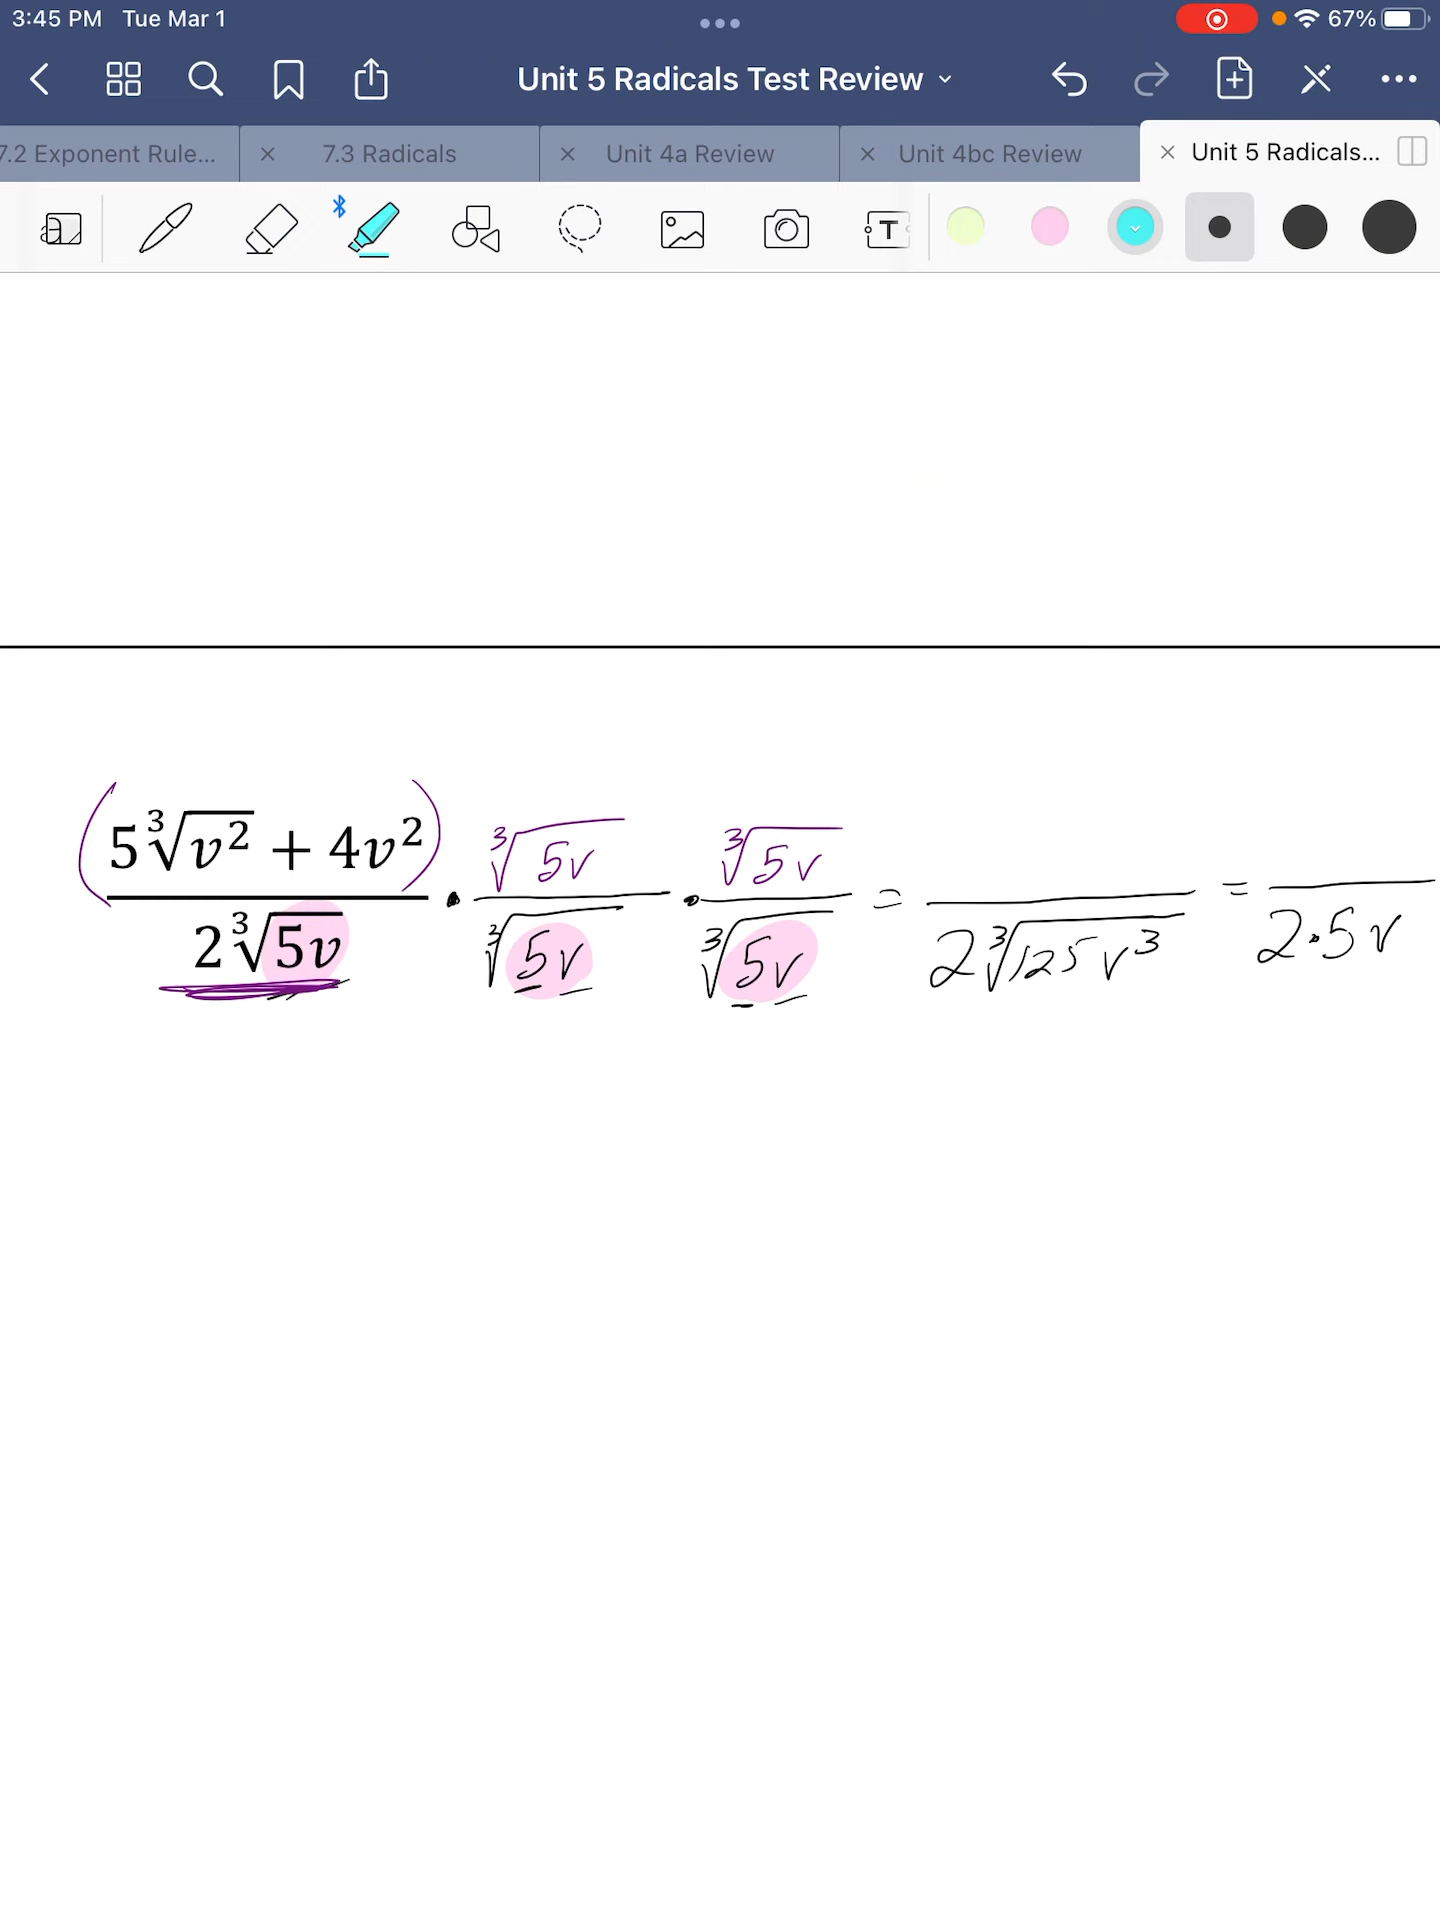 3:45 PM Tue Mar 1 67%
Unit 5 Radicals Test Review
7.2 Exponent Rule... × 7.3 Radicals × Unit 4a Review × Unit 4bc Review × Unit 5 Radicals...
a T
(5∛v² + 4v²) / 2∛5v · ∛5v / ∛5v · ∛5v / ∛5v = / 2∛125v³ = / 2·5v